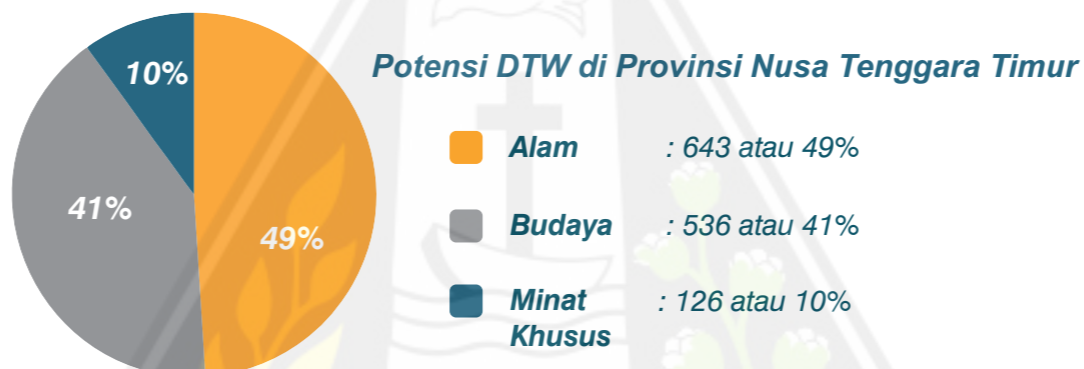 Potensi DTW di Provinsi Nusa Tenggara Timur
10%
41%
49%
Alam : 643 atau 49%
Budaya : 536 atau 41%
Minat : 126 atau 10%
Khusus